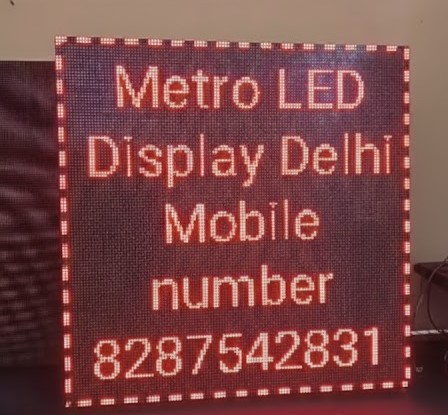 Metro LED
Display Delhi
Mobile
number
8287542831